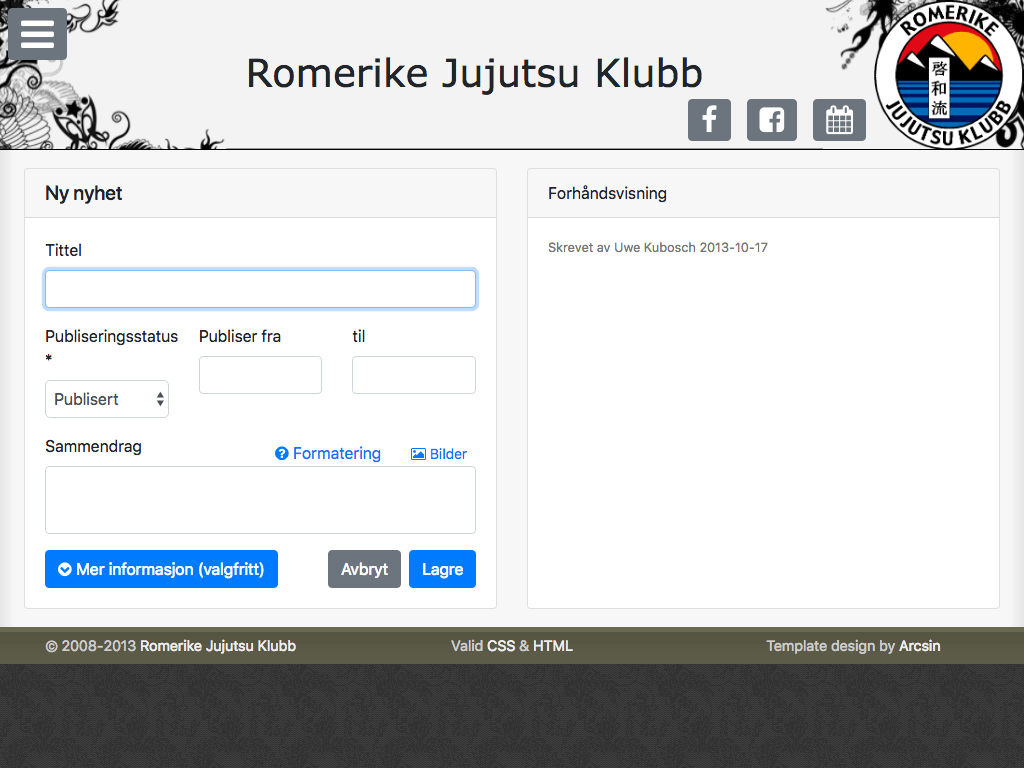 Romerike Jujutsu Klubb
ROMERIKE
啓和流
JUJUTSU KLUBB
Ny nyhet
Tittel
Publiseringsstatus
*
Publiser fra
til
Publisert
Sammendrag
Formatering
Bilder
Mer informasjon (valgfritt)
Avbryt
Lagre
Forhåndsvisning
Skrevet av Uwe Kubosch 2013-10-17
© 2008-2013 Romerike Jujutsu Klubb
Valid CSS & HTML
Template design by Arcsin